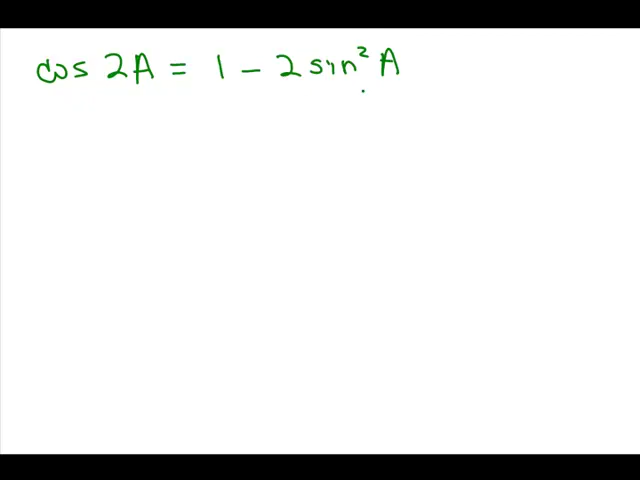 cos 2A = 1 − 2 sin² A